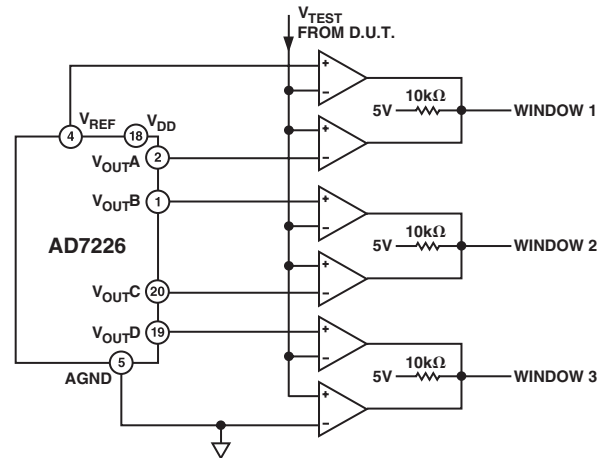 VTEST
FROM D.U.T.
+
−
10kΩ
5V
WINDOW 1
+
−
4
VREF
18
VDD
VOUTA
2
VOUTB
1
+
−
10kΩ
5V
WINDOW 2
AD7226
+
−
VOUTC
20
VOUTD
19
+
−
10kΩ
5V
WINDOW 3
5
AGND
+
−